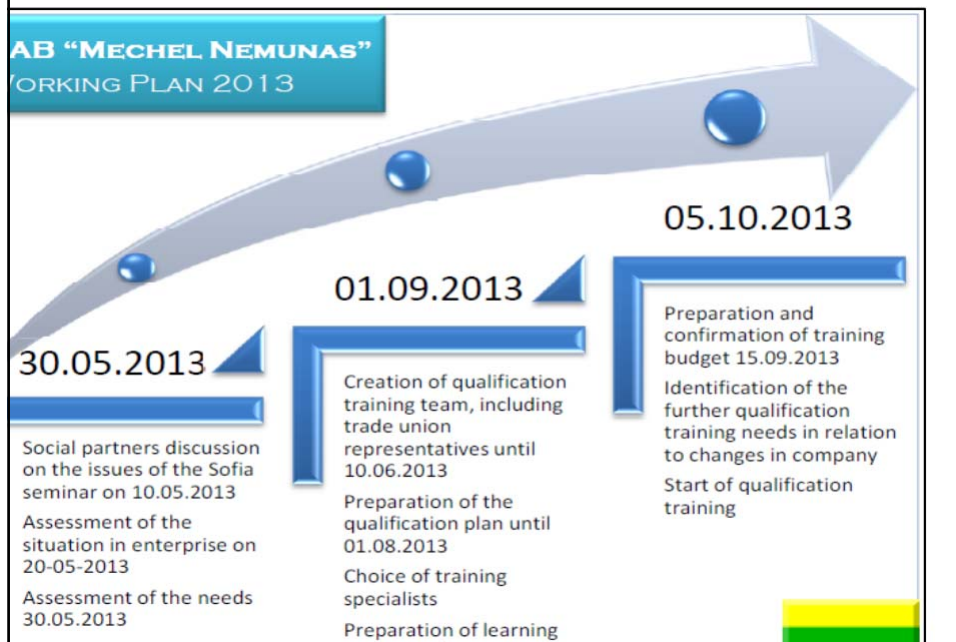 AB “MECHEL NEMUNAS”
ORKING PLAN 2013
30.05.2013
Social partners discussion
on the issues of the Sofia
seminar on 10.05.2013
Assessment of the
situation in enterprise on
20-05-2013
Assessment of the needs
30.05.2013
01.09.2013
Creation of qualification
training team, including
trade union
representatives until
10.06.2013
Preparation of the
qualification plan until
01.08.2013
Choice of training
specialists
Preparation of learning
05.10.2013
Preparation and
confirmation of training
budget 15.09.2013
Identification of the
further qualification
training needs in relation
to changes in company
Start of qualification
training